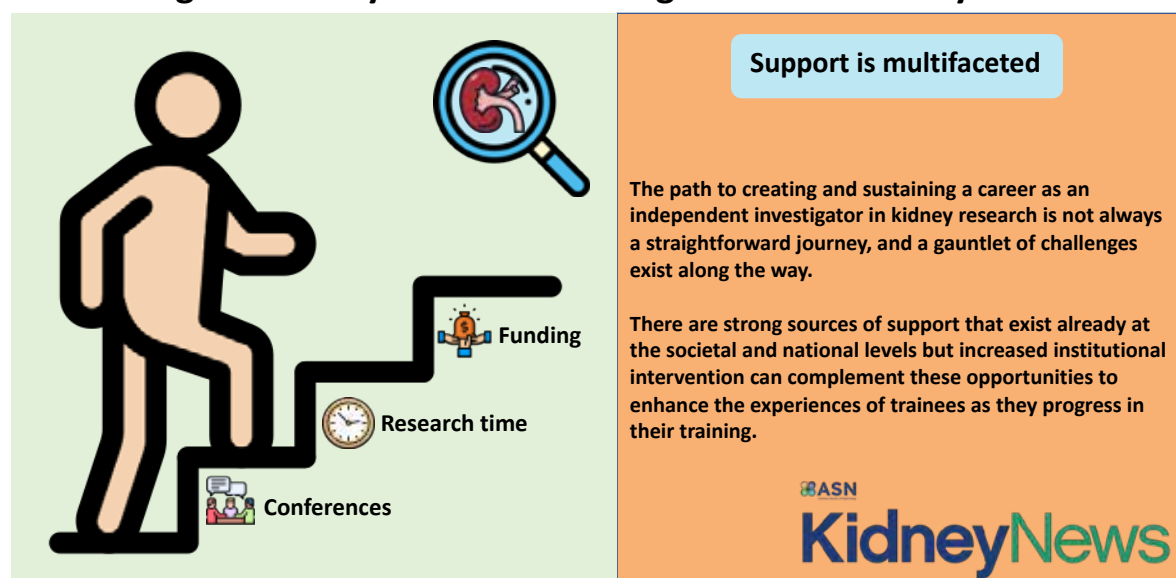 Support is multifaceted
The path to creating and sustaining a career as an
independent investigator in kidney research is not always
a straightforward journey, and a gauntlet of challenges
exist along the way.
There are strong sources of support that exist already at
the societal and national levels but increased institutional
intervention can complement these opportunities to
enhance the experiences of trainees as they progress in
their training.
Funding
Research time
Conferences
ASN
KidneyNews